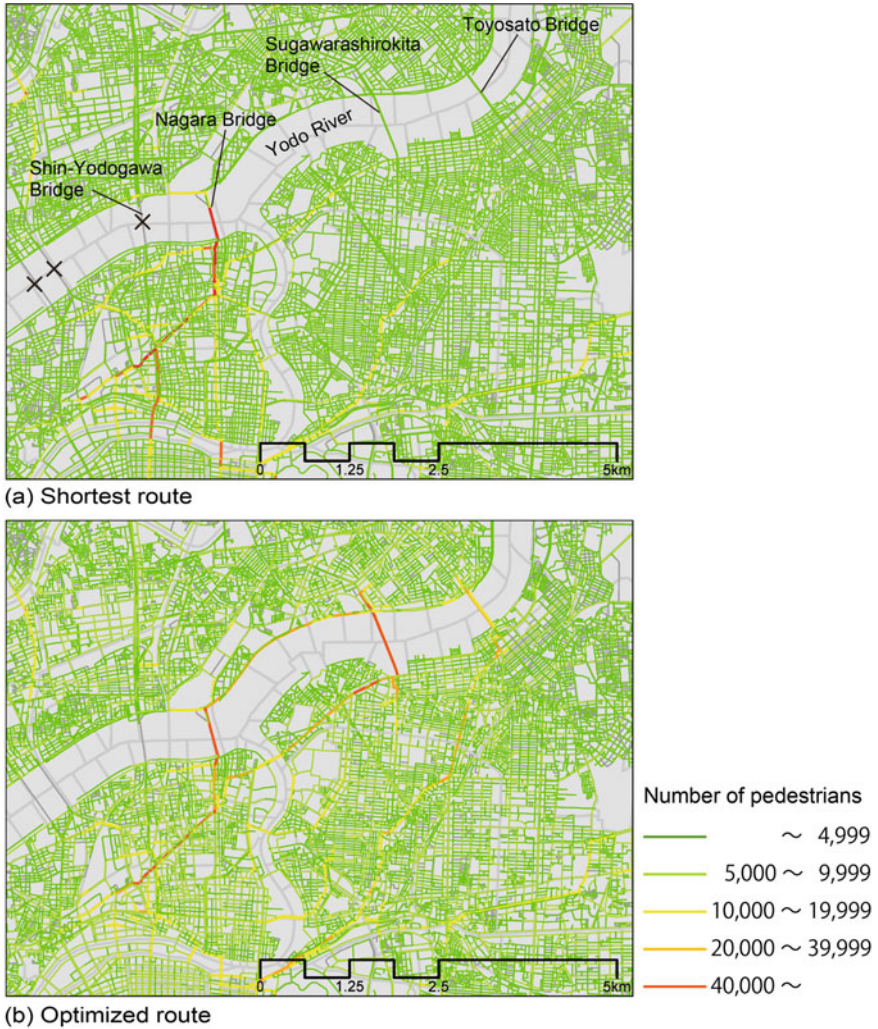 Toyosato Bridge
Sugawarashirokita
Bridge
Nagara Bridge
Yodo River
Shin-Yodogawa
Bridge
0 1.25 2.5 5km
(a) Shortest route
Number of pedestrians
～ 4,999
5,000 ～ 9,999
10,000 ～ 19,999
20,000 ～ 39,999
40,000 ～
0 1.25 2.5 5km
(b) Optimized route